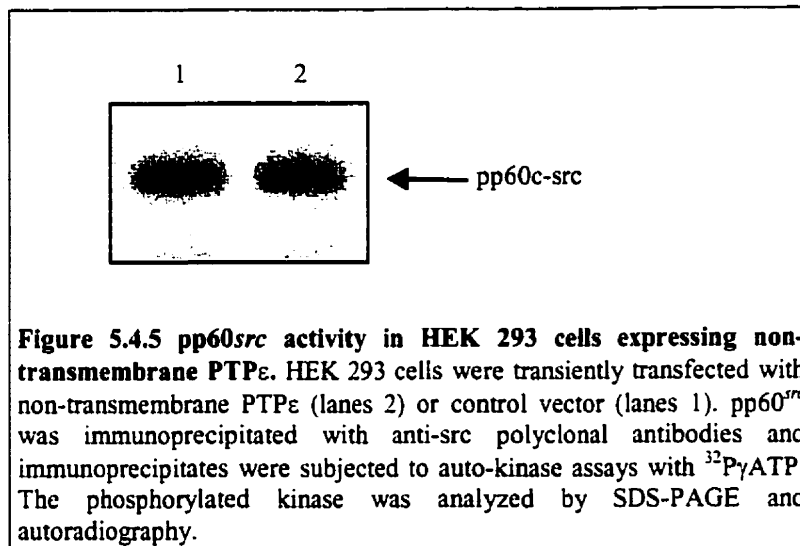 1 2
pp60c-src
Figure 5.4.5 pp60src activity in HEK 293 cells expressing non-
transmembrane PTPε. HEK 293 cells were transiently transfected with
non-transmembrane PTPε (lanes 2) or control vector (lanes 1).
was immunoprecipitated with anti-src polyclonal antibodies and
immunoprecipitates were subjected to auto-kinase assays with ³²PγATP
The phosphorylated kinase was analyzed by SDS-PAGE and
autoradiography.